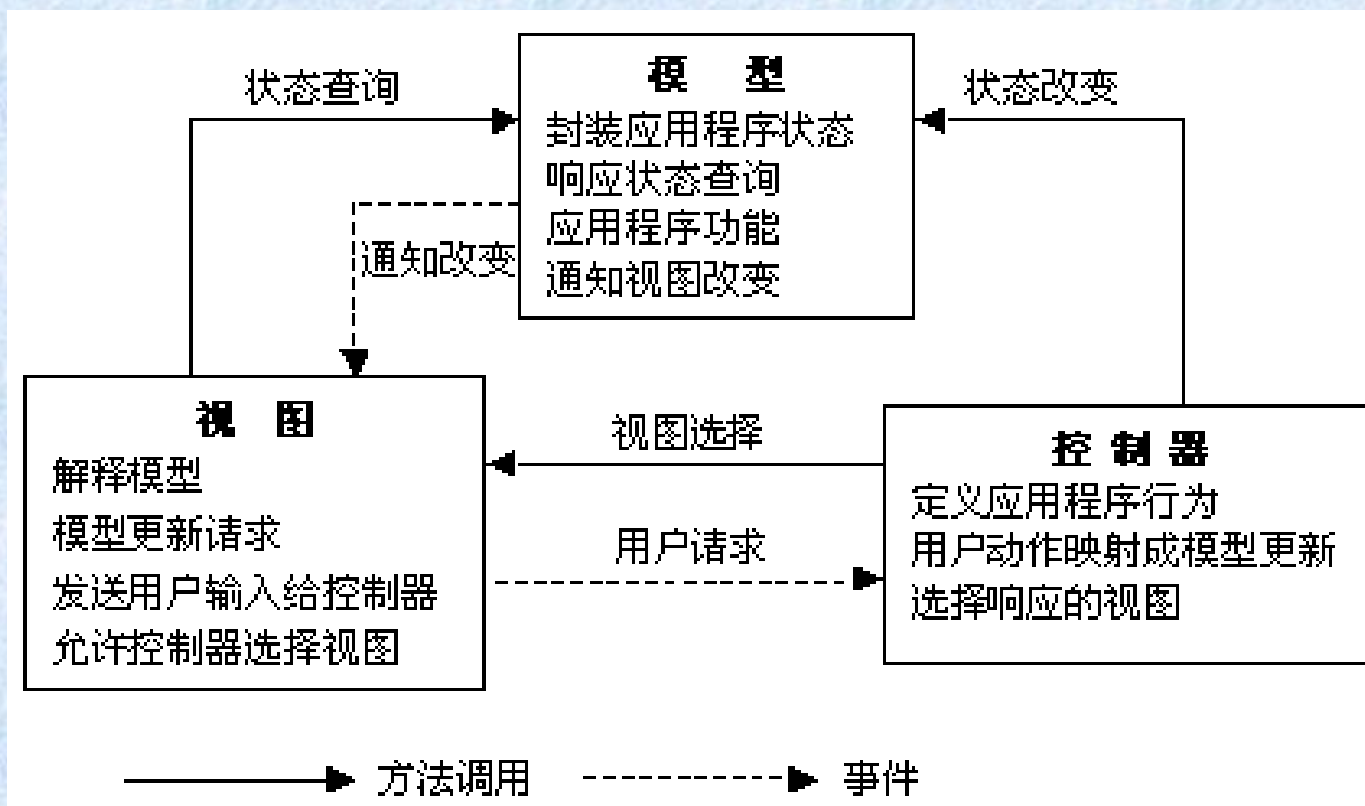 模 型
封装应用程序状态
响应状态查询
应用程序功能
通知视图改变
状态查询
状态改变
通知改变
视 图
解释模型
模型更新请求
发送用户输入给控制器
允许控制器选择视图
视图选择
用户请求
控 制 器
定义应用程序行为
用户动作映射成模型更新
选择响应的视图
方法调用
事件